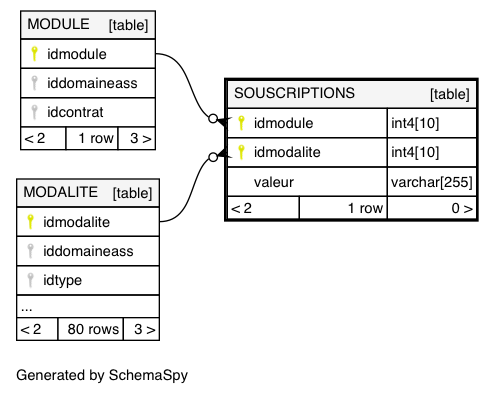 MODULE [table]
idmodule
iddomaineass
idcontrat
< 2 1 row 3 >
SOUSCRIPTIONS [table]
idmodule int4[10]
idmodalite int4[10]
valeur varchar[255]
< 2 1 row 0 >
MODALITE [table]
idmodalite
iddomaineass
idtype
...
< 2 80 rows 3 >
Generated by SchemaSpy